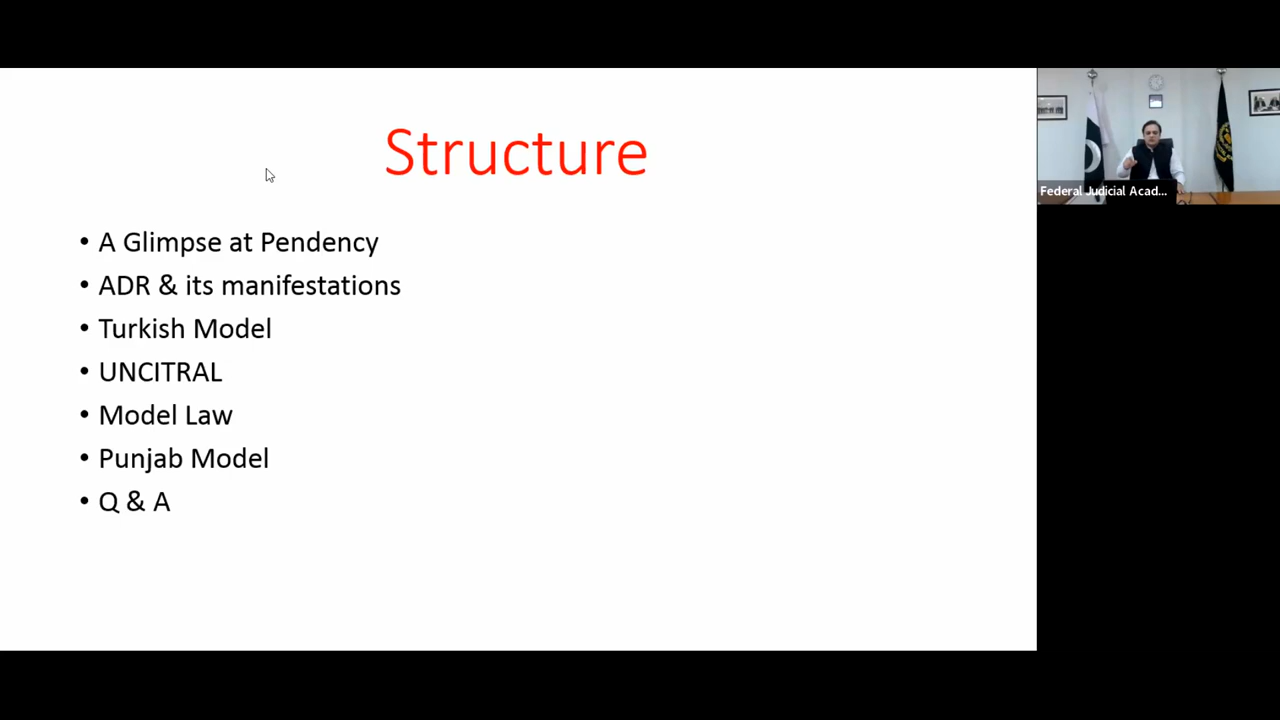 Structure
• A Glimpse at Pendency
• ADR & its manifestations
• Turkish Model
• UNCITRAL
• Model Law
• Punjab Model
• Q & A
Federal Judicial Acad...